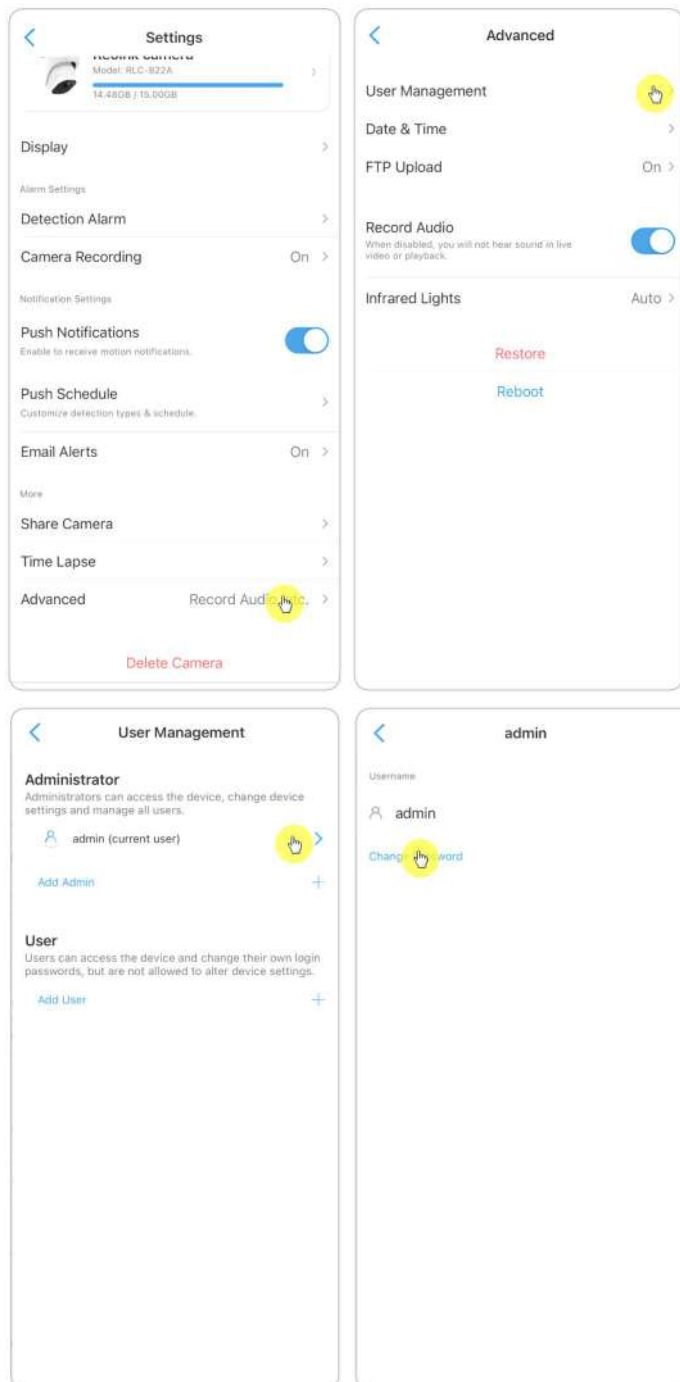 Settings
Reolink Camera
Model: RLC-822A
14.48GB / 15.00GB
Display
Alarm Settings
Detection Alarm
Camera Recording On
Notification Settings
Push Notifications
Enable to receive motion notifications.
Push Schedule
Customize detection types & schedule.
Email Alerts On
More
Share Camera
Time Lapse
Advanced Record Audio, etc.
Delete Camera
Advanced
User Management
Date & Time
FTP Upload On
Record Audio
When disabled, you will not hear sound in live
video or playback.
Infrared Lights Auto
Restore
Reboot
User Management
Administrator
Administrators can access the device, change device
settings and manage all users.
admin (current user)
Add Admin
User
Users can access the device and change their own login
passwords, but are not allowed to alter device settings.
Add User
admin
Username
admin
Change Password